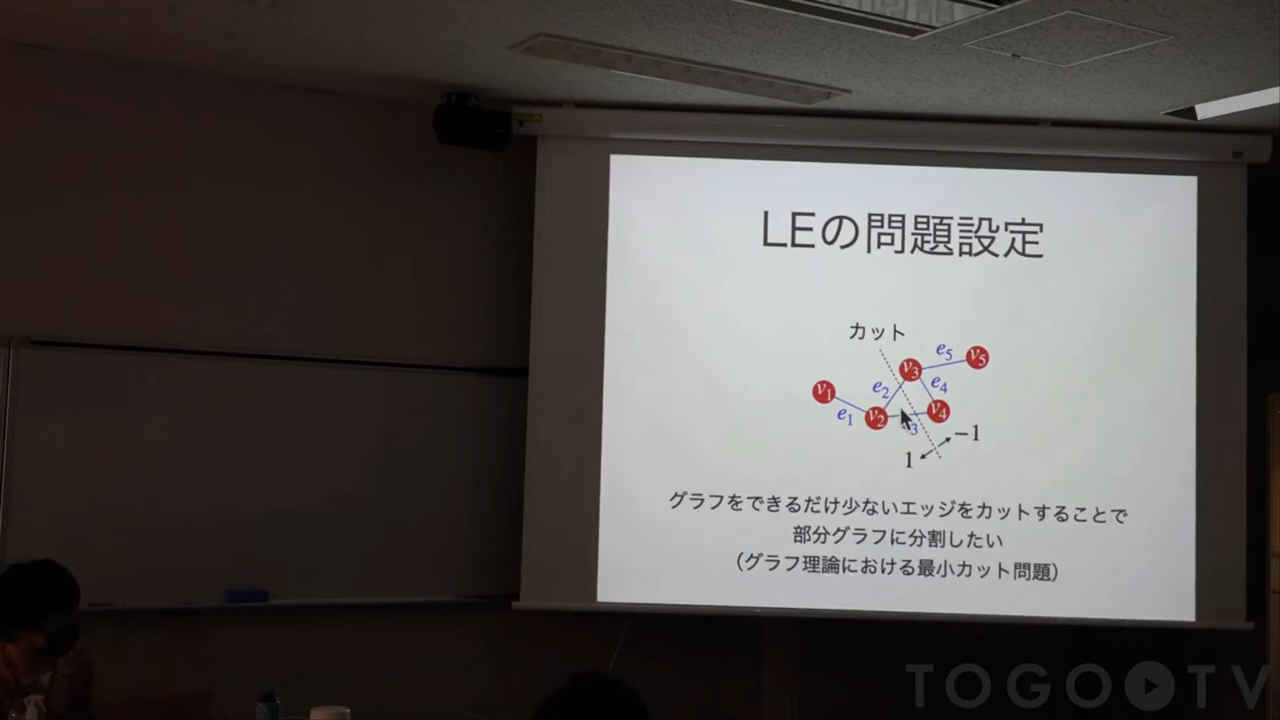 LEの問題設定
カット
e5
v5
v3
e2
e4
v1
e1
v2
v4
3
-1
1
グラフをできるだけ少ないエッジをカットすることで
部分グラフに分割したい
(グラフ理論における最小カット問題)
TOGO TV